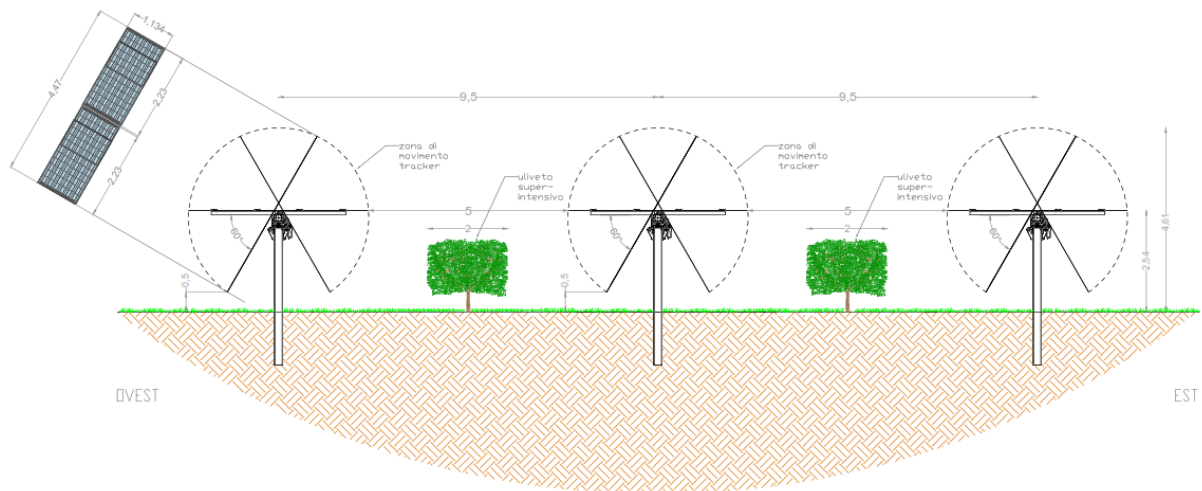 1,134
4,47
2,23
2,23
9,5
9,5
zona di
movimento
tracker
zona di
movimento
tracker
uliveto
super-
intensivo
uliveto
super-
intensivo
5
5
2
2
60°
60°
60°
0,5
0,5
2,54
4,61
OVEST
EST